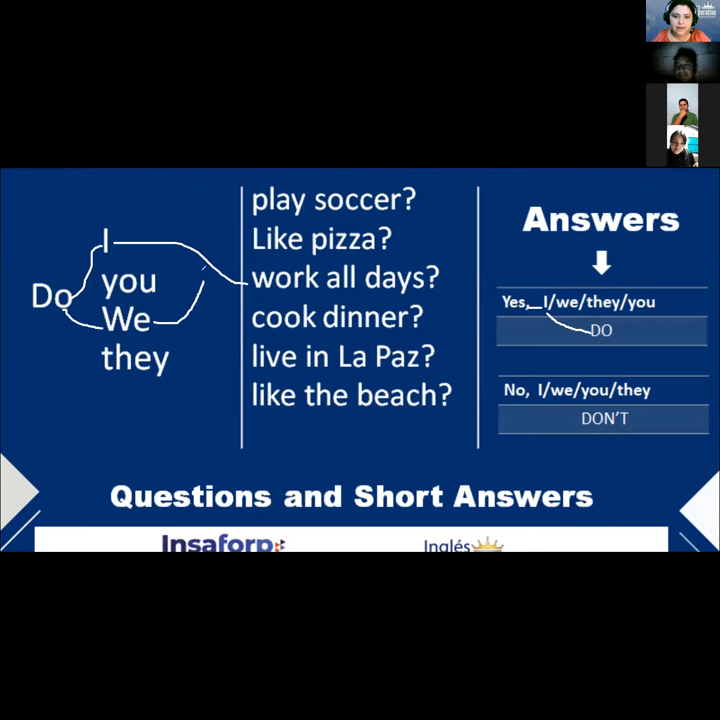 Do
I
you
We
they
play soccer?
Like pizza?
work all days?
cook dinner?
live in La Paz?
like the beach?
Answers
Yes, I/we/they/you
DO
No, I/we/you/they
DON'T
Questions and Short Answers
Insaforp
Inglés